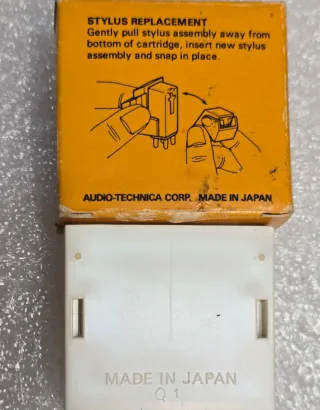 STYLUS REPLACEMENT
Gently pull stylus assembly away from
bottom of cartridge, insert new stylus
assembly and snap in place.
AUDIO-TECHNICA CORP. MADE IN JAPAN
MADE IN JAPAN
Q 1